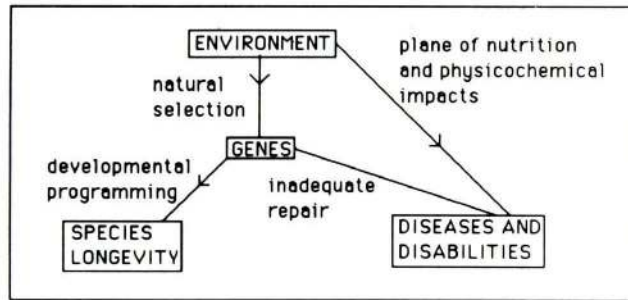 ENVIRONMENT
plane of nutrition
and physicochemical
impacts
natural
selection
GENES
developmental
programming
inadequate
repair
SPECIES
LONGEVITY
DISEASES AND
DISABILITIES